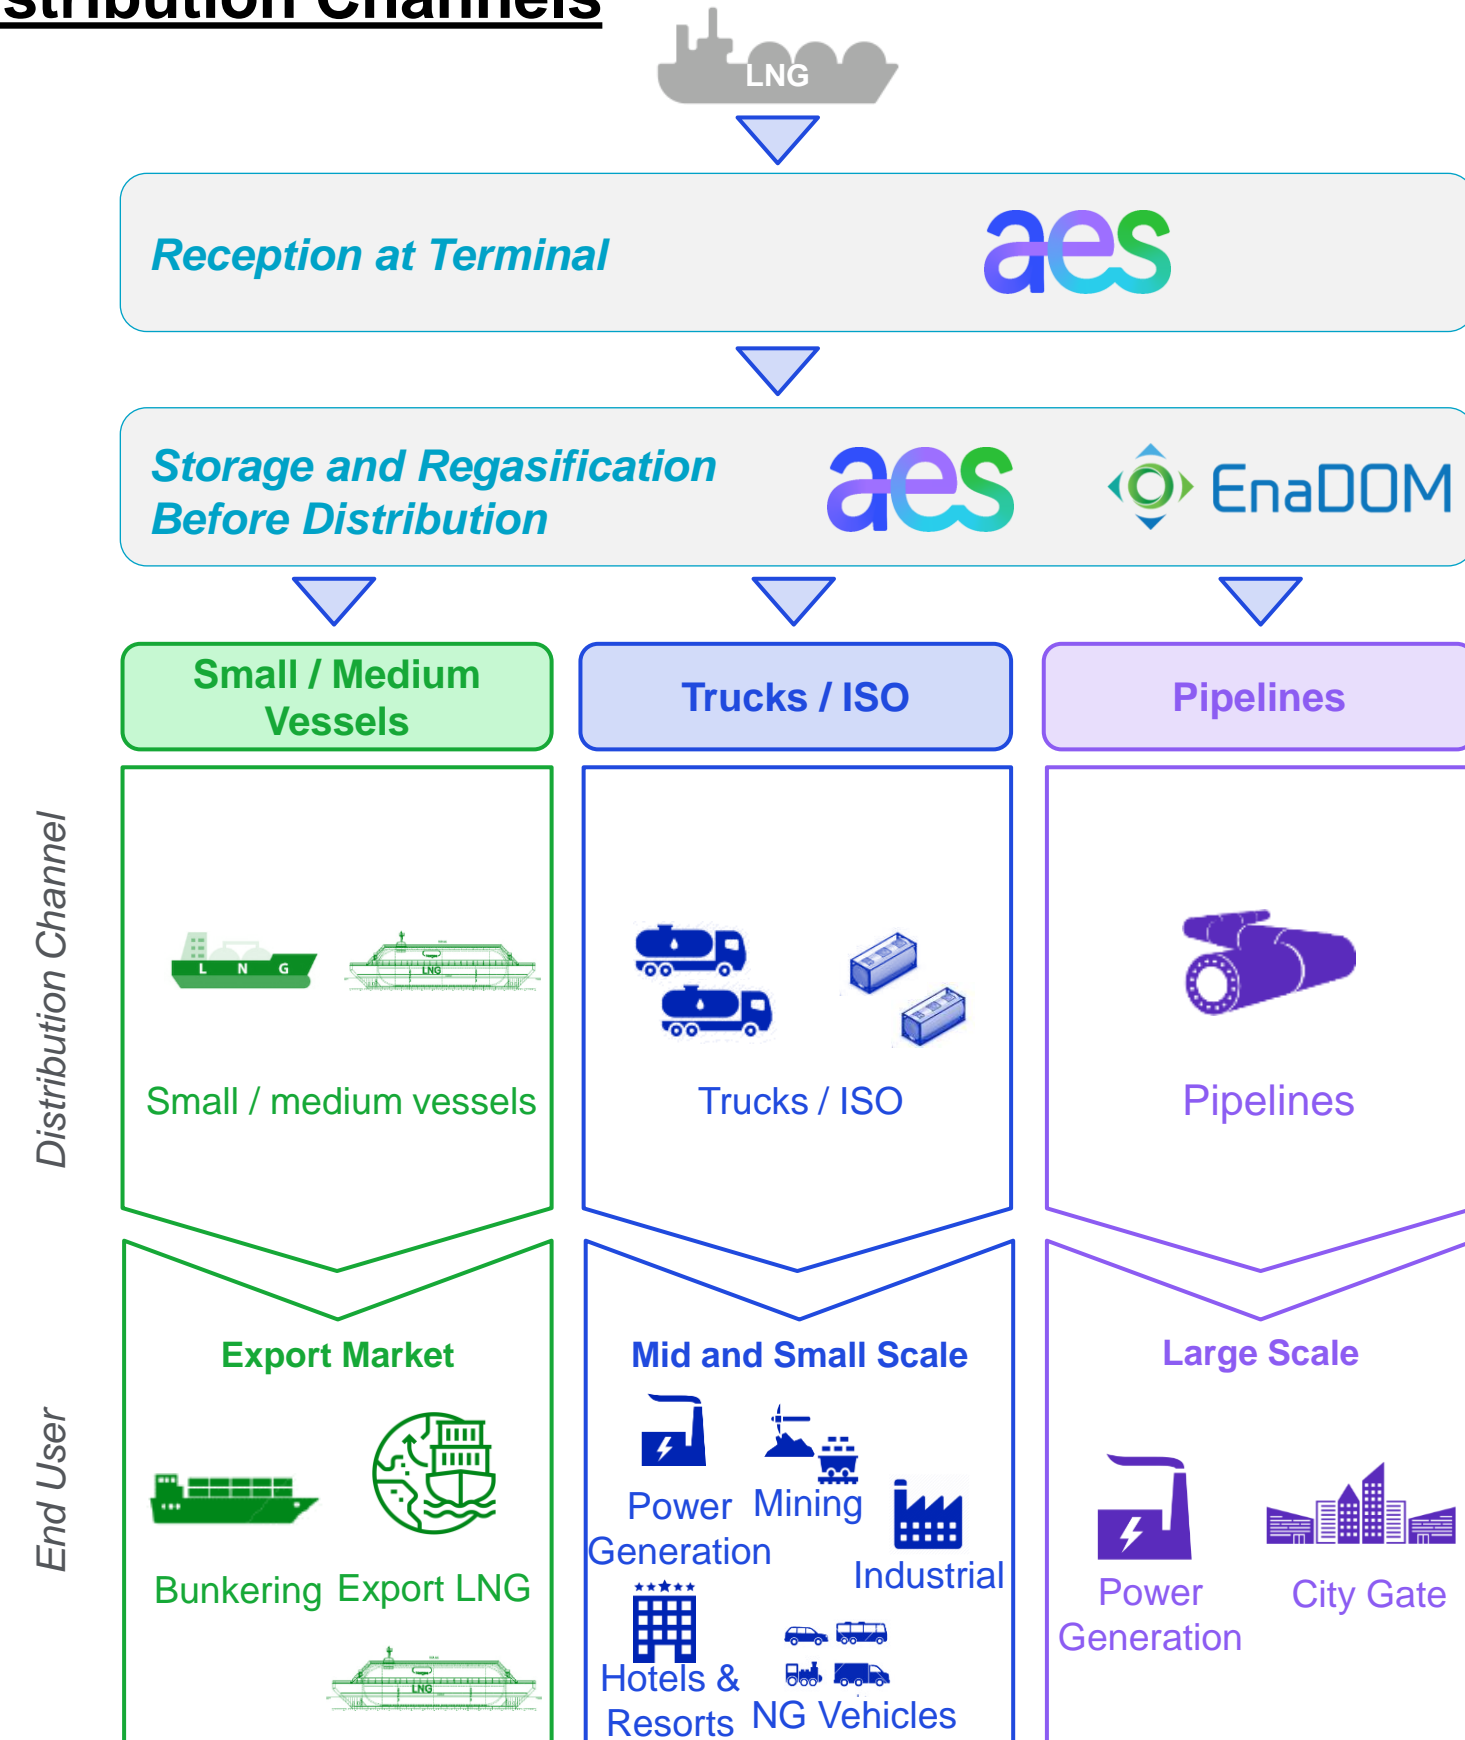 stribution Channels
LNG
Reception at Terminal
aes
Storage and Regasification
Before Distribution
aes
EnaDOM
Small / Medium
Vessels
Trucks / ISO
Pipelines
Distribution Channel
L N G
LNG
Small / medium vessels
Trucks / ISO
Pipelines
End User
Export Market
Bunkering
Export LNG
LNG
Mid and Small Scale
Power
Generation
Mining
Industrial
Hotels &
Resorts
NG Vehicles
Large Scale
Power
Generation
City Gate